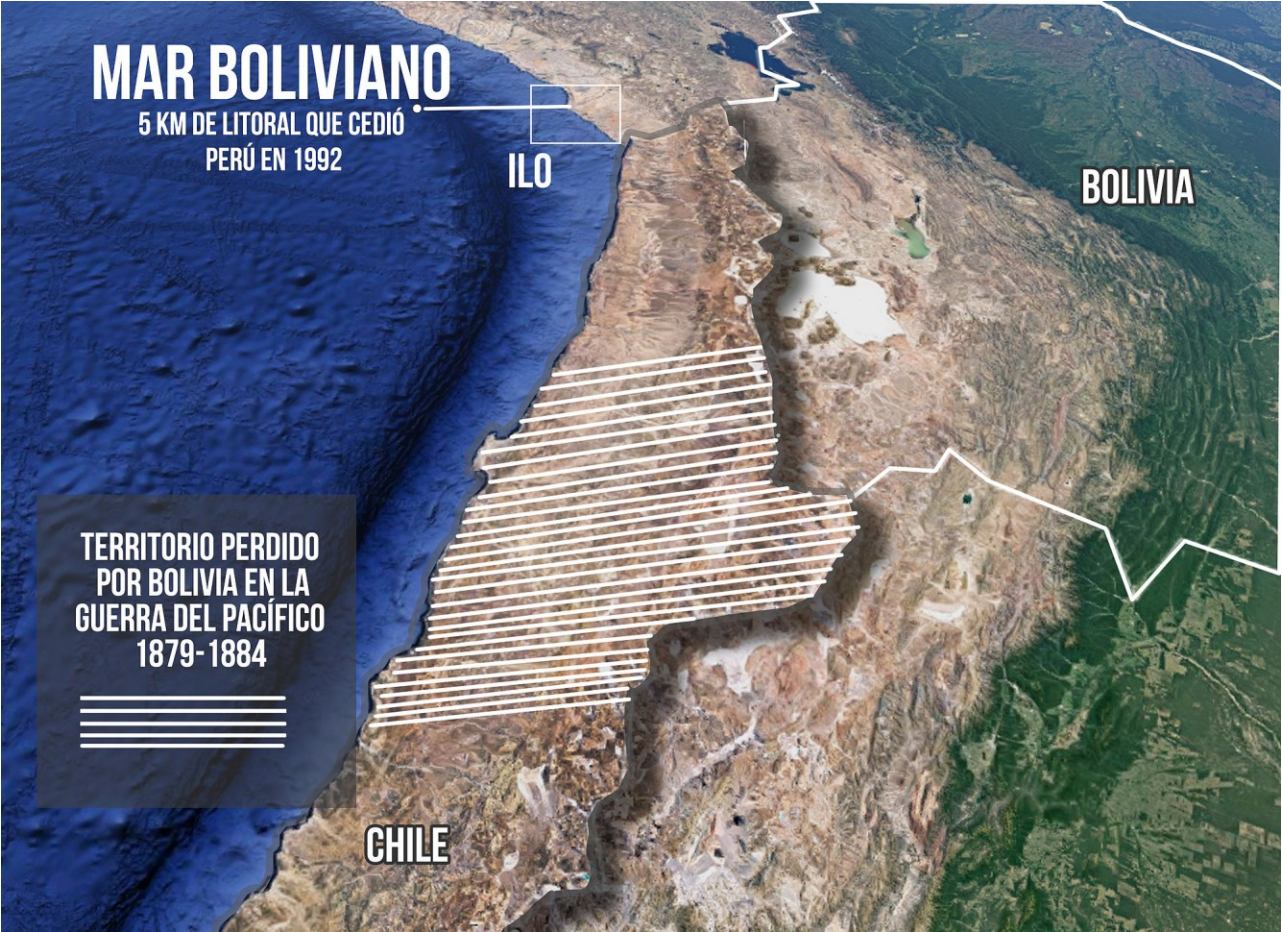 MAR BOLIVIANO
5 KM DE LITORAL QUE CEDIÓ
PERÚ EN 1992
ILO
BOLIVIA
TERRITORIO PERDIDO
POR BOLIVIA EN LA
GUERRA DEL PACÍFICO
1879-1884
CHILE